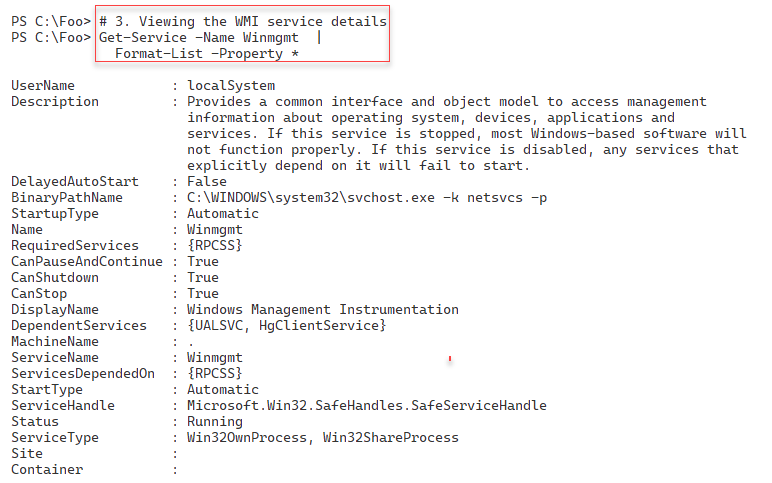 PS C:\Foo> # 3. Viewing the WMI service details
PS C:\Foo> Get-Service -Name Winmgmt  |
             Format-List -Property *

UserName            : localSystem
Description         : Provides a common interface and object model to access management
                      information about operating system, devices, applications and
                      services. If this service is stopped, most Windows-based software will
                      not function properly. If this service is disabled, any services that
                      explicitly depend on it will fail to start.
DelayedAutoStart    : False
BinaryPathName      : C:\WINDOWS\system32\svchost.exe -k netsvcs -p
StartupType         : Automatic
Name                : Winmgmt
RequiredServices    : {RPCSS}
CanPauseAndContinue : True
CanShutdown         : True
CanStop             : True
DisplayName         : Windows Management Instrumentation
DependentServices   : {UALSVC, HgClientService}
MachineName         : .
ServiceName         : Winmgmt
ServicesDependedOn  : {RPCSS}
StartType           : Automatic
ServiceHandle       : Microsoft.Win32.SafeHandles.SafeServiceHandle
Status              : Running
ServiceType         : Win32OwnProcess, Win32ShareProcess
Site                :
Container           :